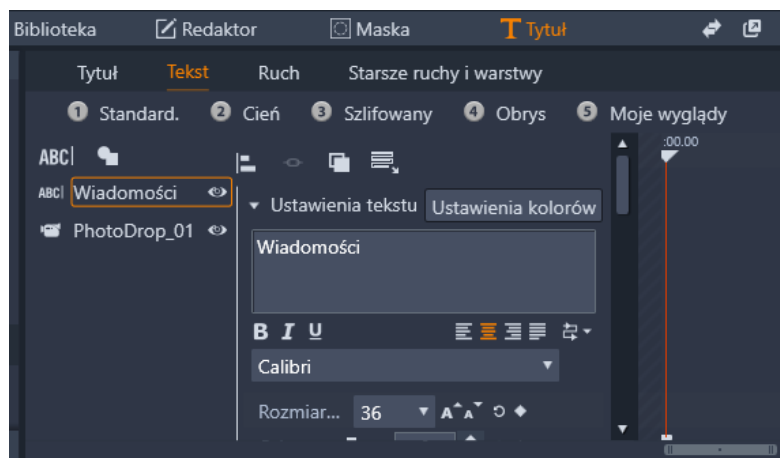 Biblioteka Redaktor Maska T Tytuł
Tytuł Tekst Ruch Starsze ruchy i warstwy
1 Standard. 2 Cień 3 Szlifowany 4 Obrys 5 Moje wyglądy
ABC :00.00
ABC Wiadomości
Ustawienia tekstu Ustawienia kolorów
PhotoDrop_01
Wiadomości
B I U
Calibri
Rozmiar... 36 A A